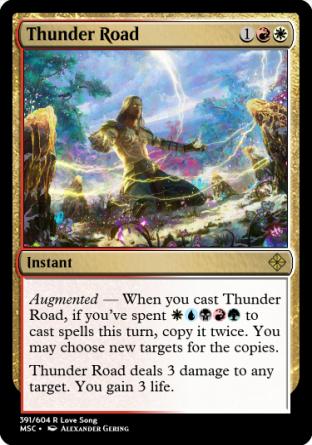 Thunder Road 1
Instant
Augmented — When you cast Thunder
Road, if you've spent to
cast spells this turn, copy it twice. You
may choose new targets for the copies.
Thunder Road deals 3 damage to any
target. You gain 3 life.
391/604 R Love Song
MSC • Alexander Gering